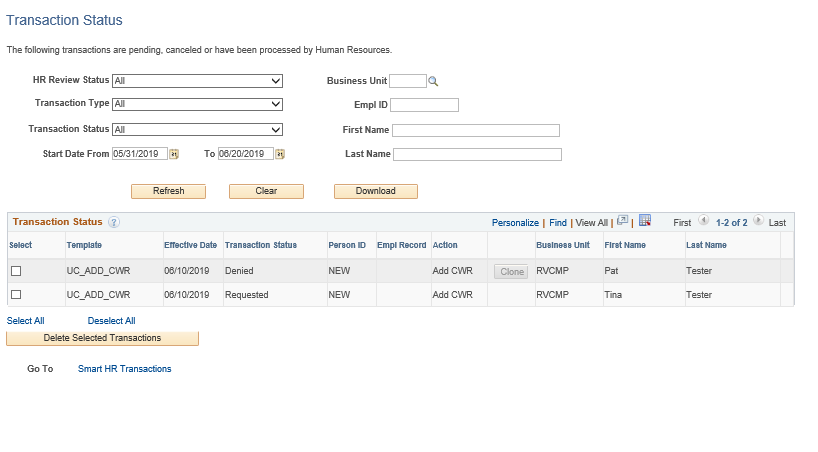 Transaction Status
The following transactions are pending, canceled or have been processed by Human Resources.
HR Review Status All Business Unit
Transaction Type All Empl ID
Transaction Status All First Name
Start Date From 05/31/2019 To 06/20/2019 Last Name
Refresh Clear Download
Transaction Status Personalize | Find | View All | | First 1-2 of 2 Last
Select Template Effective Date Transaction Status Person ID Empl Record Action Business Unit First Name Last Name
UC_ADD_CWR 06/10/2019 Denied NEW Add CWR Clone RVCMP Pat Tester
UC_ADD_CWR 06/10/2019 Requested NEW Add CWR RVCMP Tina Tester
Select All Deselect All
Delete Selected Transactions
Go To Smart HR Transactions